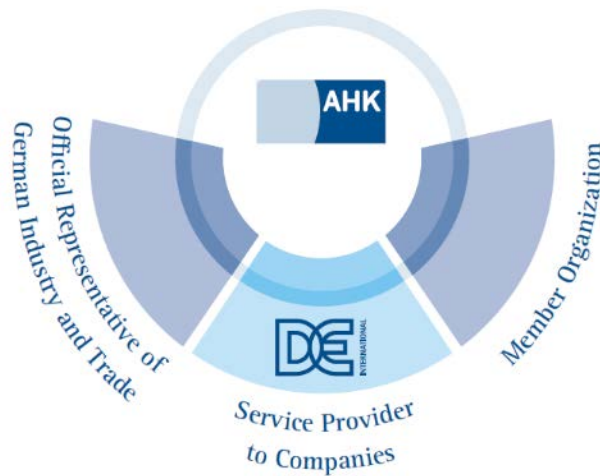 AHK
Official Representative of
German Industry and Trade
DE
INTERNATIONAL
Service Provider
to Companies
Member Organization